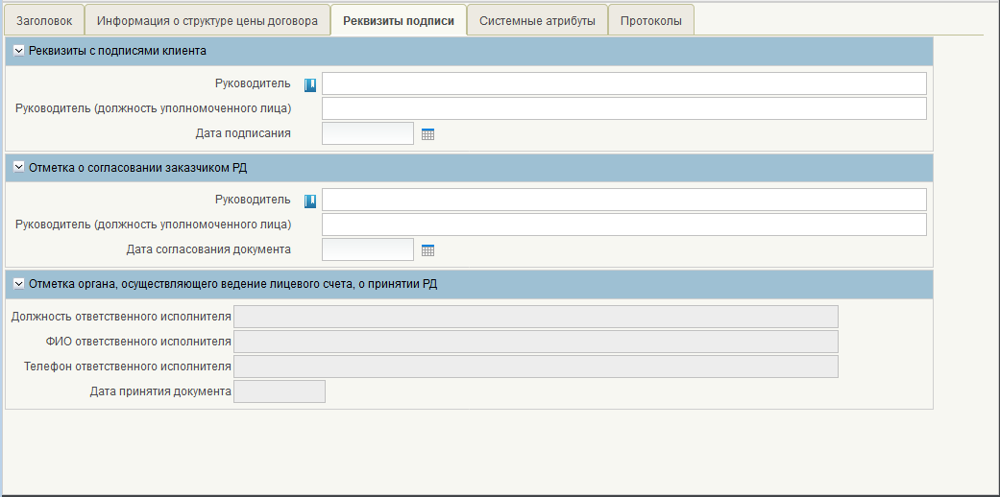 Заголовок Информация о структуре цены договора Реквизиты подписи Системные атрибуты Протоколы
Реквизиты с подписями клиента
Руководитель
Руководитель (должность уполномоченного лица)
Дата подписания
Отметка о согласовании заказчиком РД
Руководитель
Руководитель (должность уполномоченного лица)
Дата согласования документа
Отметка органа, осуществляющего ведение лицевого счета, о принятии РД
Должность ответственного исполнителя
ФИО ответственного исполнителя
Телефон ответственного исполнителя
Дата принятия документа